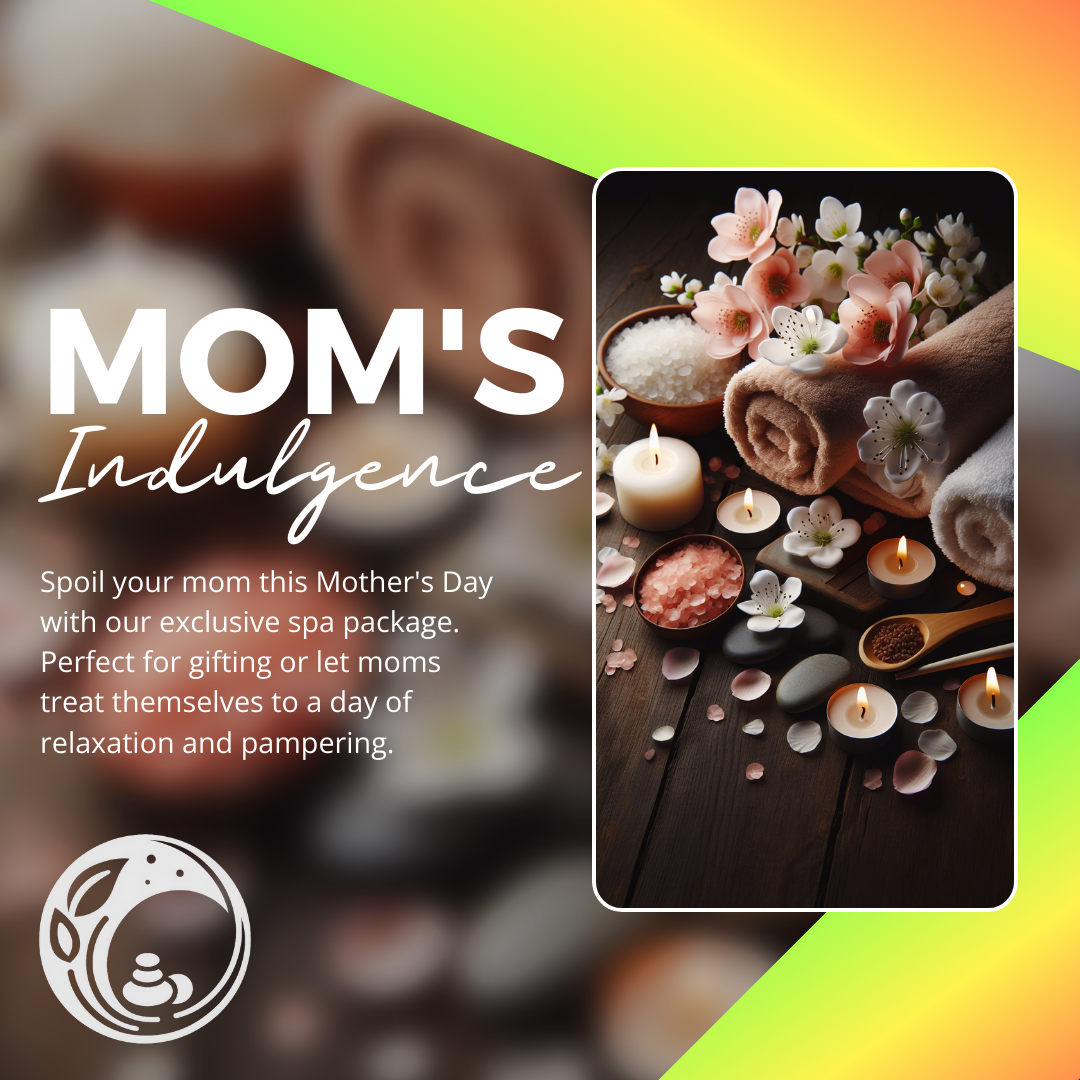 MOM'S
Indulgence
Spoil your mom this Mother's Day
with our exclusive spa package.
Perfect for gifting or let moms
treat themselves to a day of
relaxation and pampering.